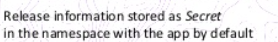 Release information stored as Secret
in the namespace with the app by default